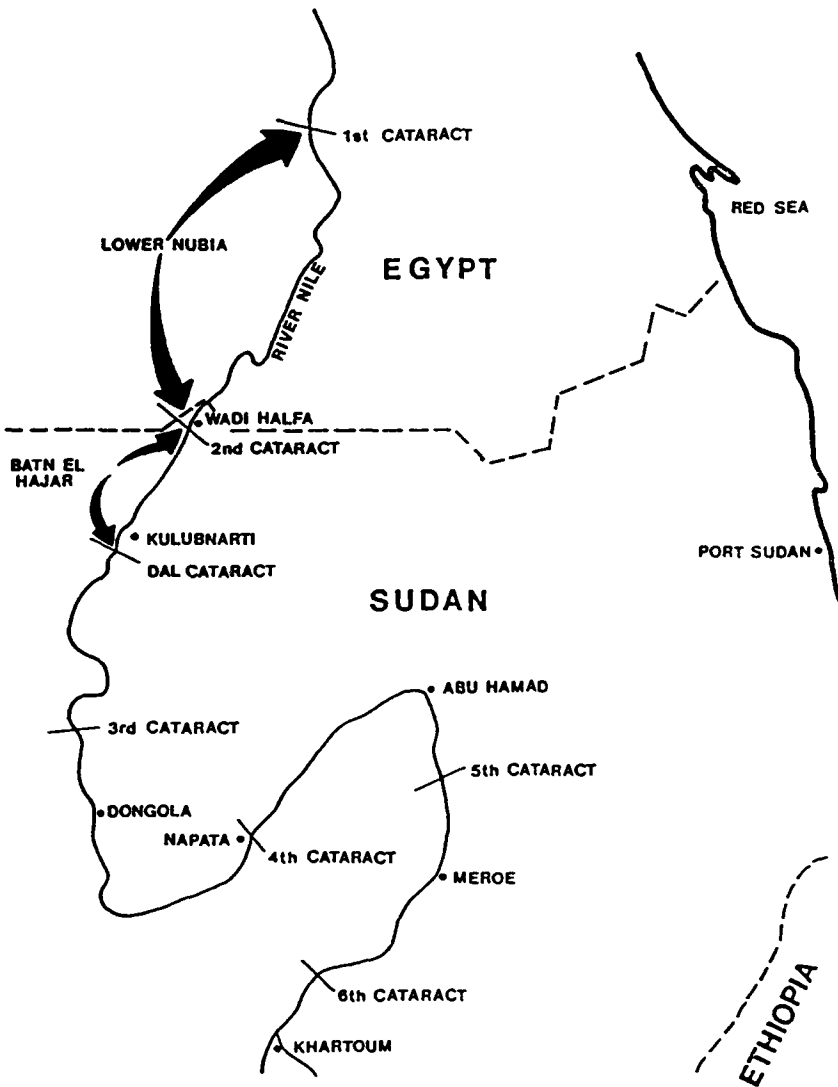 1st CATARACT
RED SEA
LOWER NUBIA
EGYPT
RIVER NILE
WADI HALFA
2nd CATARACT
BATN EL
HAJAR
KULUBNARTI
PORT SUDAN
DAL CATARACT
SUDAN
ABU HAMAD
3rd CATARACT
5th CATARACT
DONGOLA
NAPATA
4th CATARACT
MEROE
6th CATARACT
ETHIOPIA
KHARTOUM